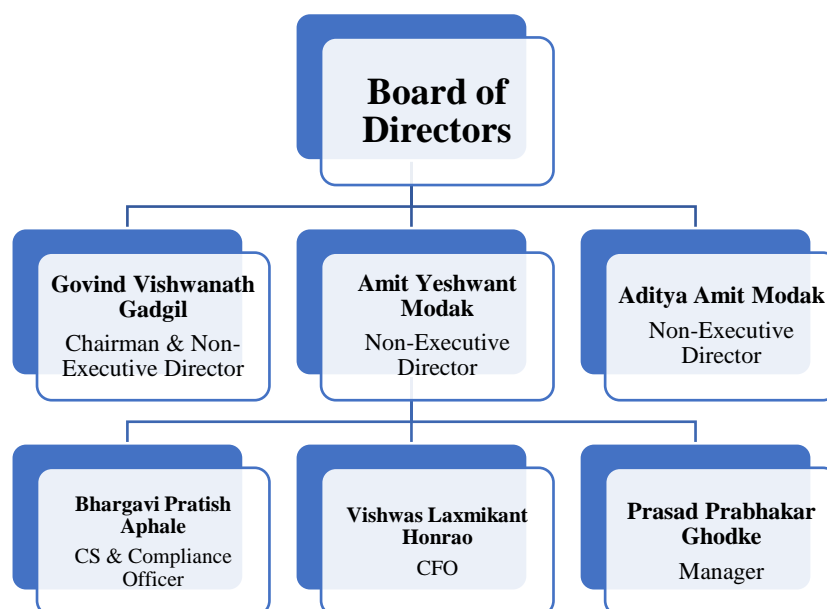 Board of
Directors
Govind Vishwanath
Gadgil
Chairman & Non-
Executive Director
Amit Yeshwant
Modak
Non-Executive
Director
Aditya Amit Modak
Non-Executive
Director
Bhargavi Pratish
Aphale
CS & Compliance
Officer
Vishwas Laxmikant
Honrao
CFO
Prasad Prabhakar
Ghodke
Manager